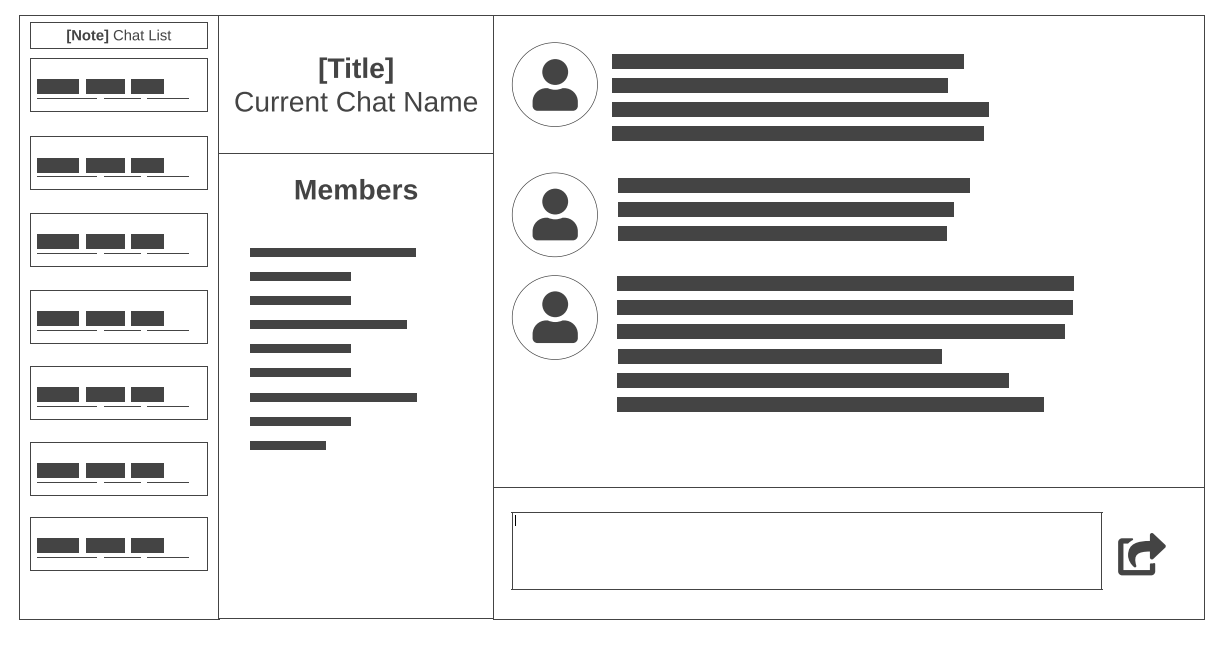 [Note] Chat List
[Title]
Current Chat Name
Members